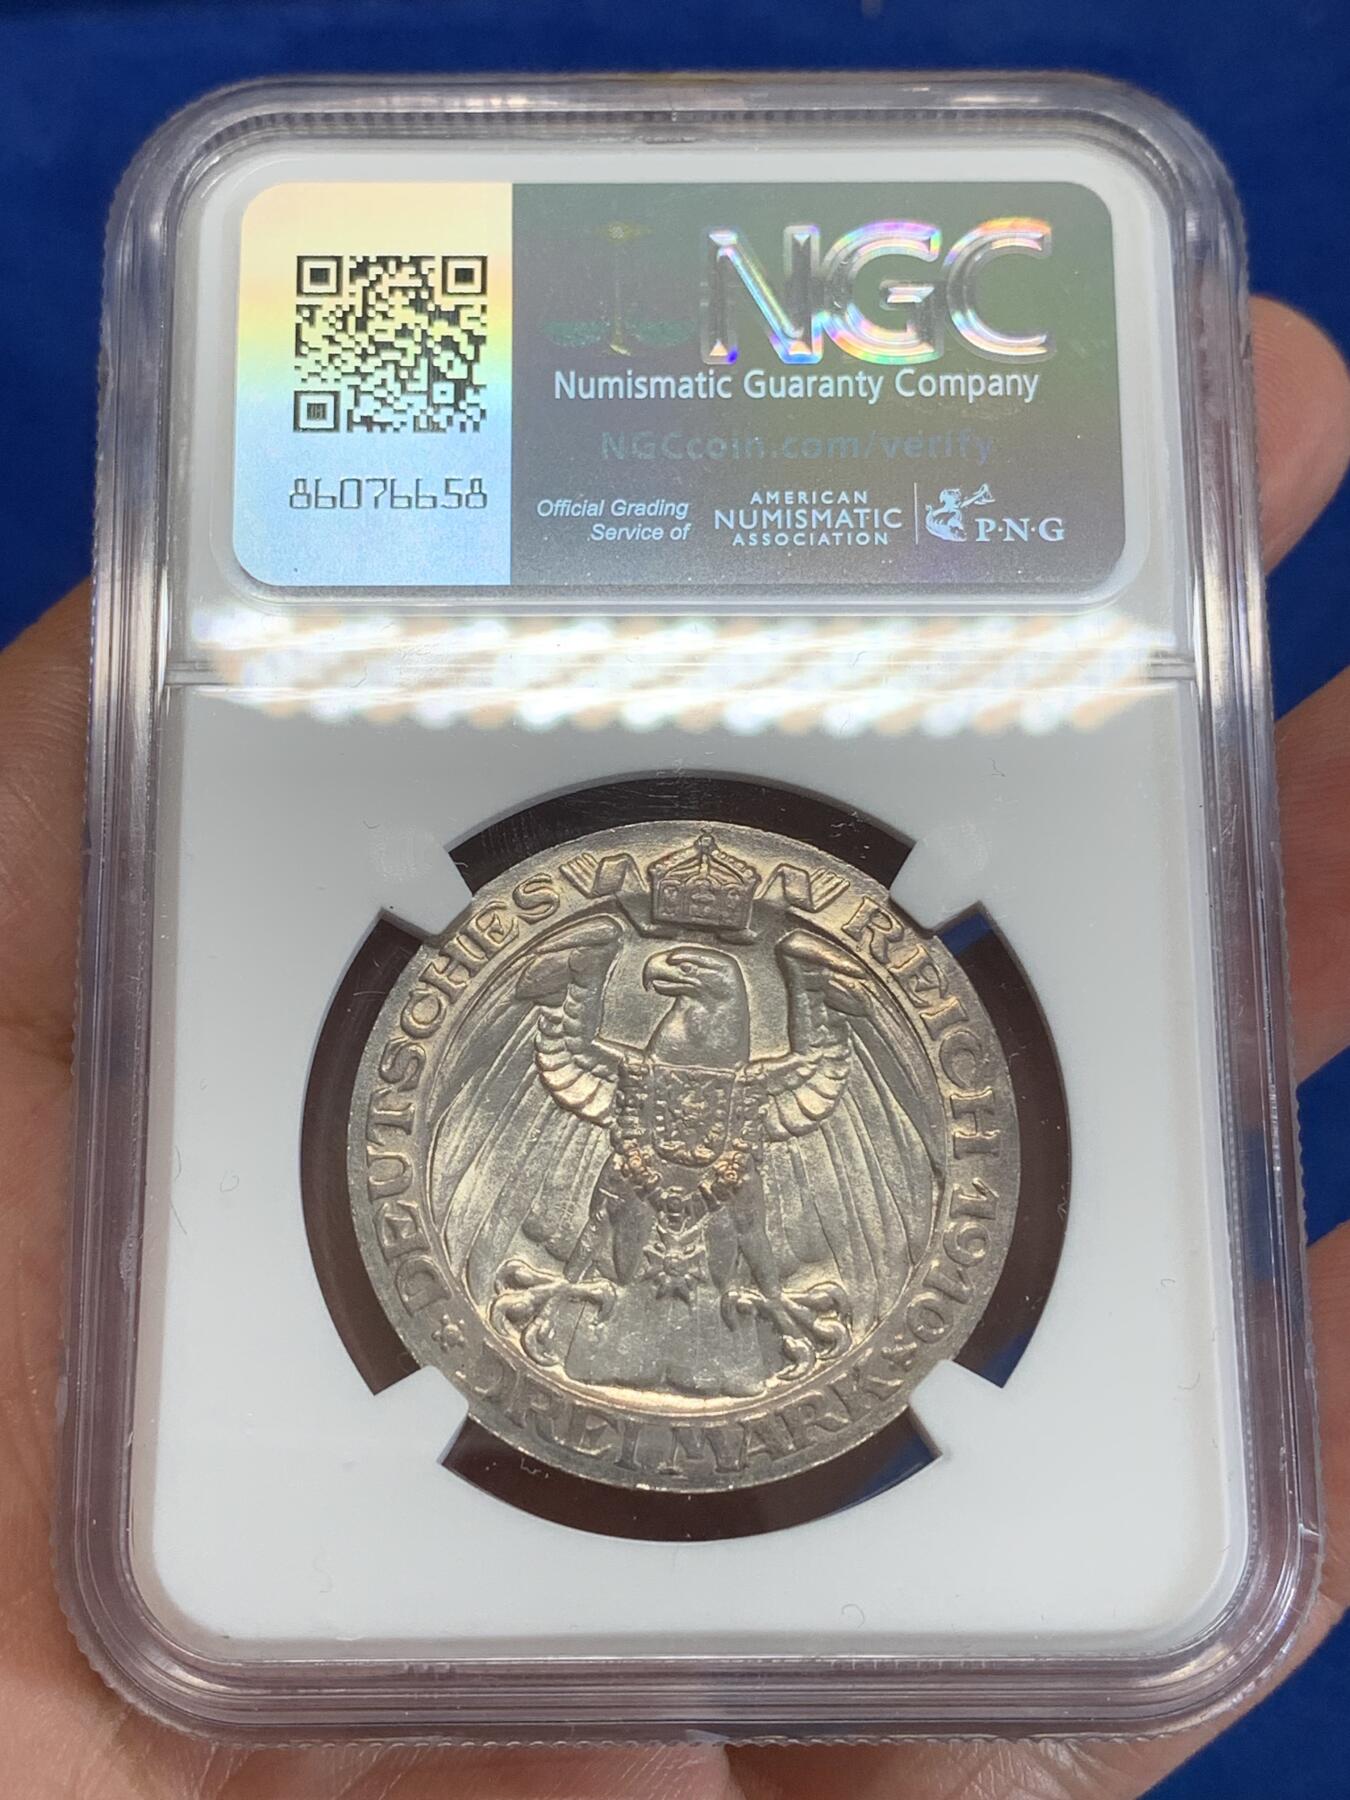 NGC
Numismatic Guaranty Company
NGCcoin.com/verify
86076658
Official Grading
Service of
AMERICAN
NUMISMATIC
ASSOCIATION
P·N·G
DEUTSCHES REICH 1910
DREI MARK